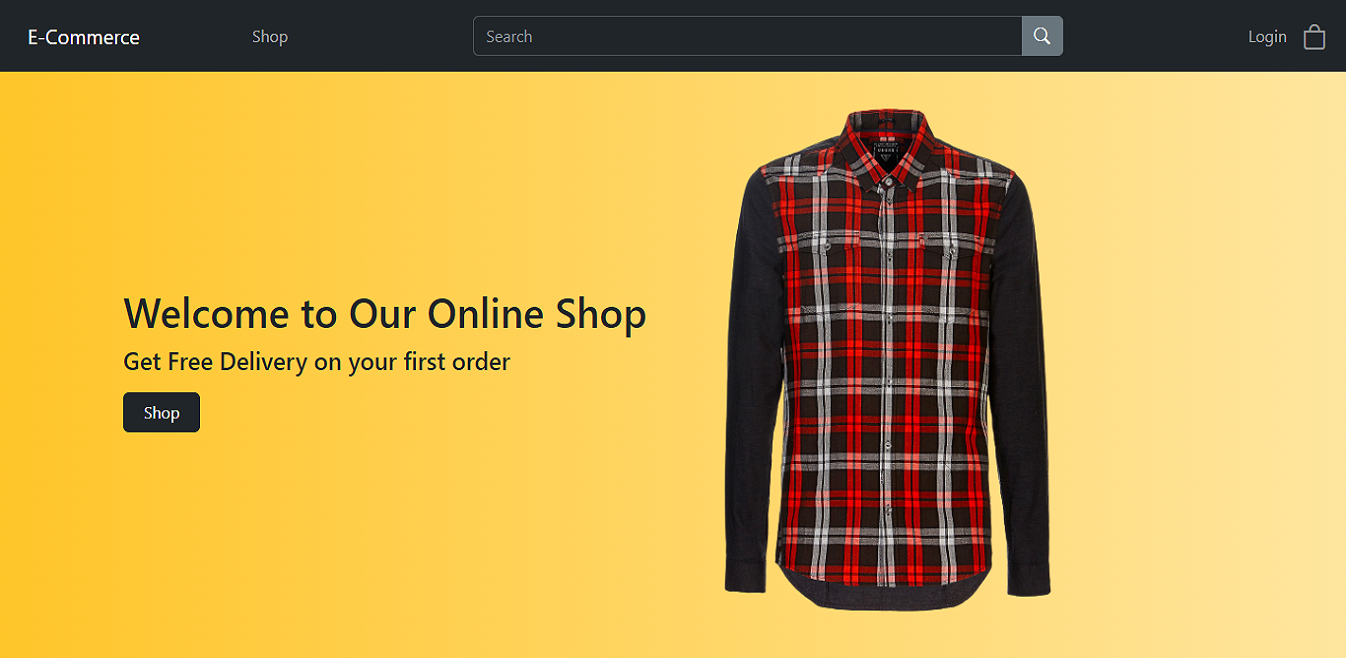 E-Commerce
Shop
Search
Login
Welcome to Our Online Shop
Get Free Delivery on your first order
Shop